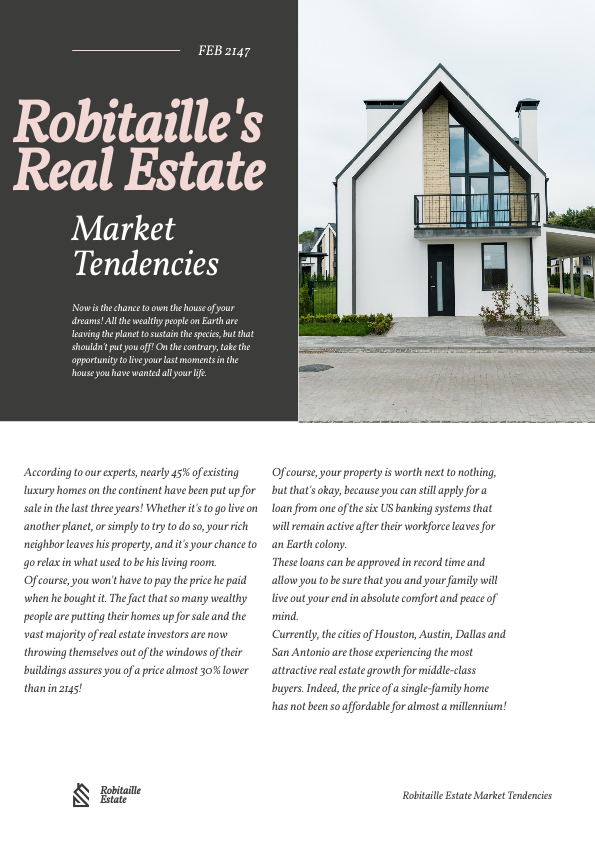 FEB 2147
Robitaille's
Real Estate
Market
Tendencies
Now is the chance to own the house of your
dreams! All the wealthy people on Earth are
leaving the planet to sustain the species, but that
shouldn't put you off! On the contrary, take the
opportunity to live your last moments in the
house you have wanted all your life.
According to our experts, nearly 45% of existing
luxury homes on the continent have been put up for
sale in the last three years! Whether it's to go live on
another planet, or simply to try to do so, your rich
neighbor leaves his property, and it's your chance to
go relax in what used to be his living room.
Of course, you won't have to pay the price he paid
when he bought it. The fact that so many wealthy
people are putting their homes up for sale and the
vast majority of real estate investors are now
throwing themselves out of the windows of their
buildings assures you of a price almost 30% lower
than in 2145!
Of course, your property is worth next to nothing,
but that's okay, because you can still apply for a
loan from one of the six US banking systems that
will remain active after their workforce leaves for
an Earth colony.
These loans can be approved in record time and
allow you to be sure that you and your family will
live out your end in absolute comfort and peace of
mind.
Currently, the cities of Houston, Austin, Dallas and
San Antonio are those experiencing the most
attractive real estate growth for middle-class
buyers. Indeed, the price of a single-family home
has not been so affordable for almost a millennium!
Robitaille
Estate
Robitaille Estate Market Tendencies